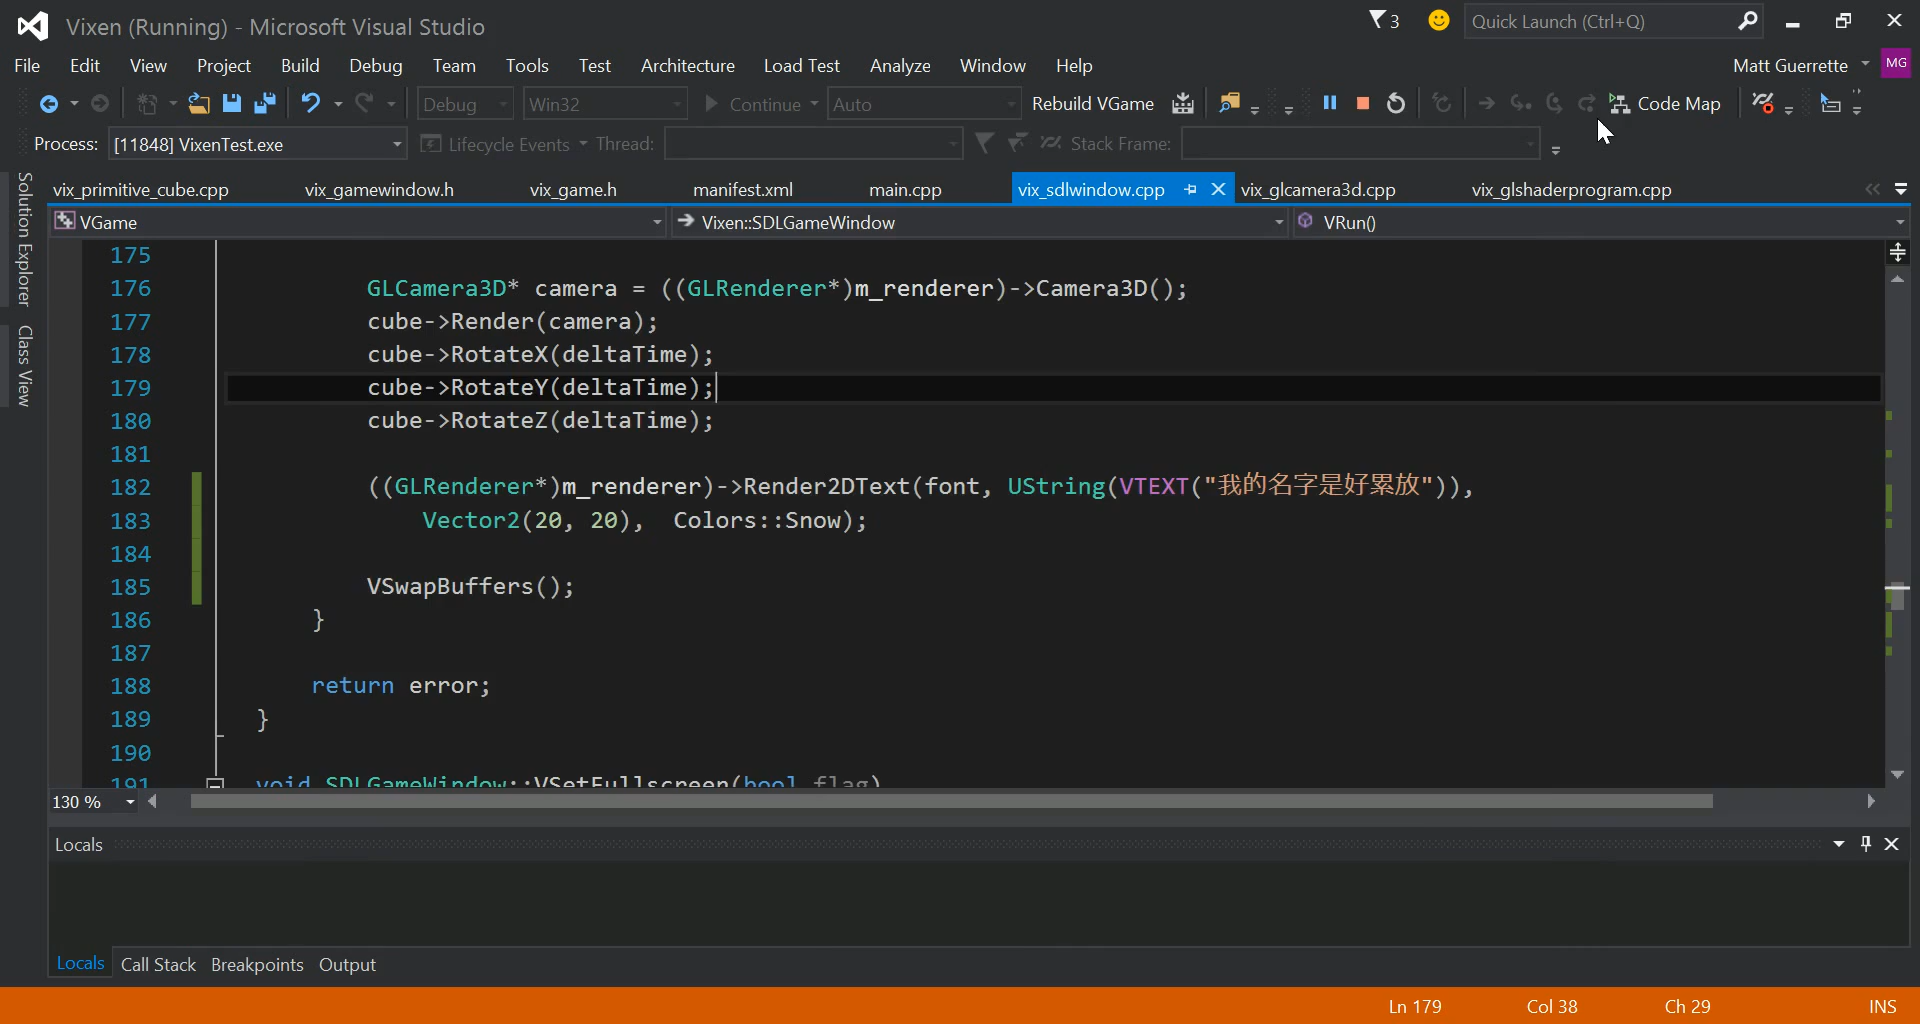 Vixen (Running) - Microsoft Visual Studio
3
Quick Launch (Ctrl+Q)
File Edit View Project Build Debug Team Tools Test Architecture Load Test Analyze Window Help
Matt Guerrette MG
Debug Win32 Continue Auto Rebuild VGame Code Map
Process: [11848] VixenTest.exe Lifecycle Events Thread: Stack Frame:
Solution Explorer
Class View
vix_primitive_cube.cpp vix_gamewindow.h vix_game.h manifest.xml main.cpp vix_sdlwindow.cpp vix_glcamera3d.cpp vix_glshaderprogram.cpp
VGame Vixen::SDLGameWindow VRun()
175
176 GLCamera3D* camera = ((GLRenderer*)m_renderer)->Camera3D();
177 cube->Render(camera);
178 cube->RotateX(deltaTime);
179 cube->RotateY(deltaTime);
180 cube->RotateZ(deltaTime);
181
182 ((GLRenderer*)m_renderer)->Render2DText(font, UString(VTEXT("我的名字是好累放")),
183 Vector2(20, 20), Colors::Snow);
184
185 VSwapBuffers();
186 }
187
188 return error;
189 }
190
191 void SDLGameWindow::VSetFullscreen(bool flag)
130 %
Locals
Locals Call Stack Breakpoints Output
Ln 179 Col 38 Ch 29 INS